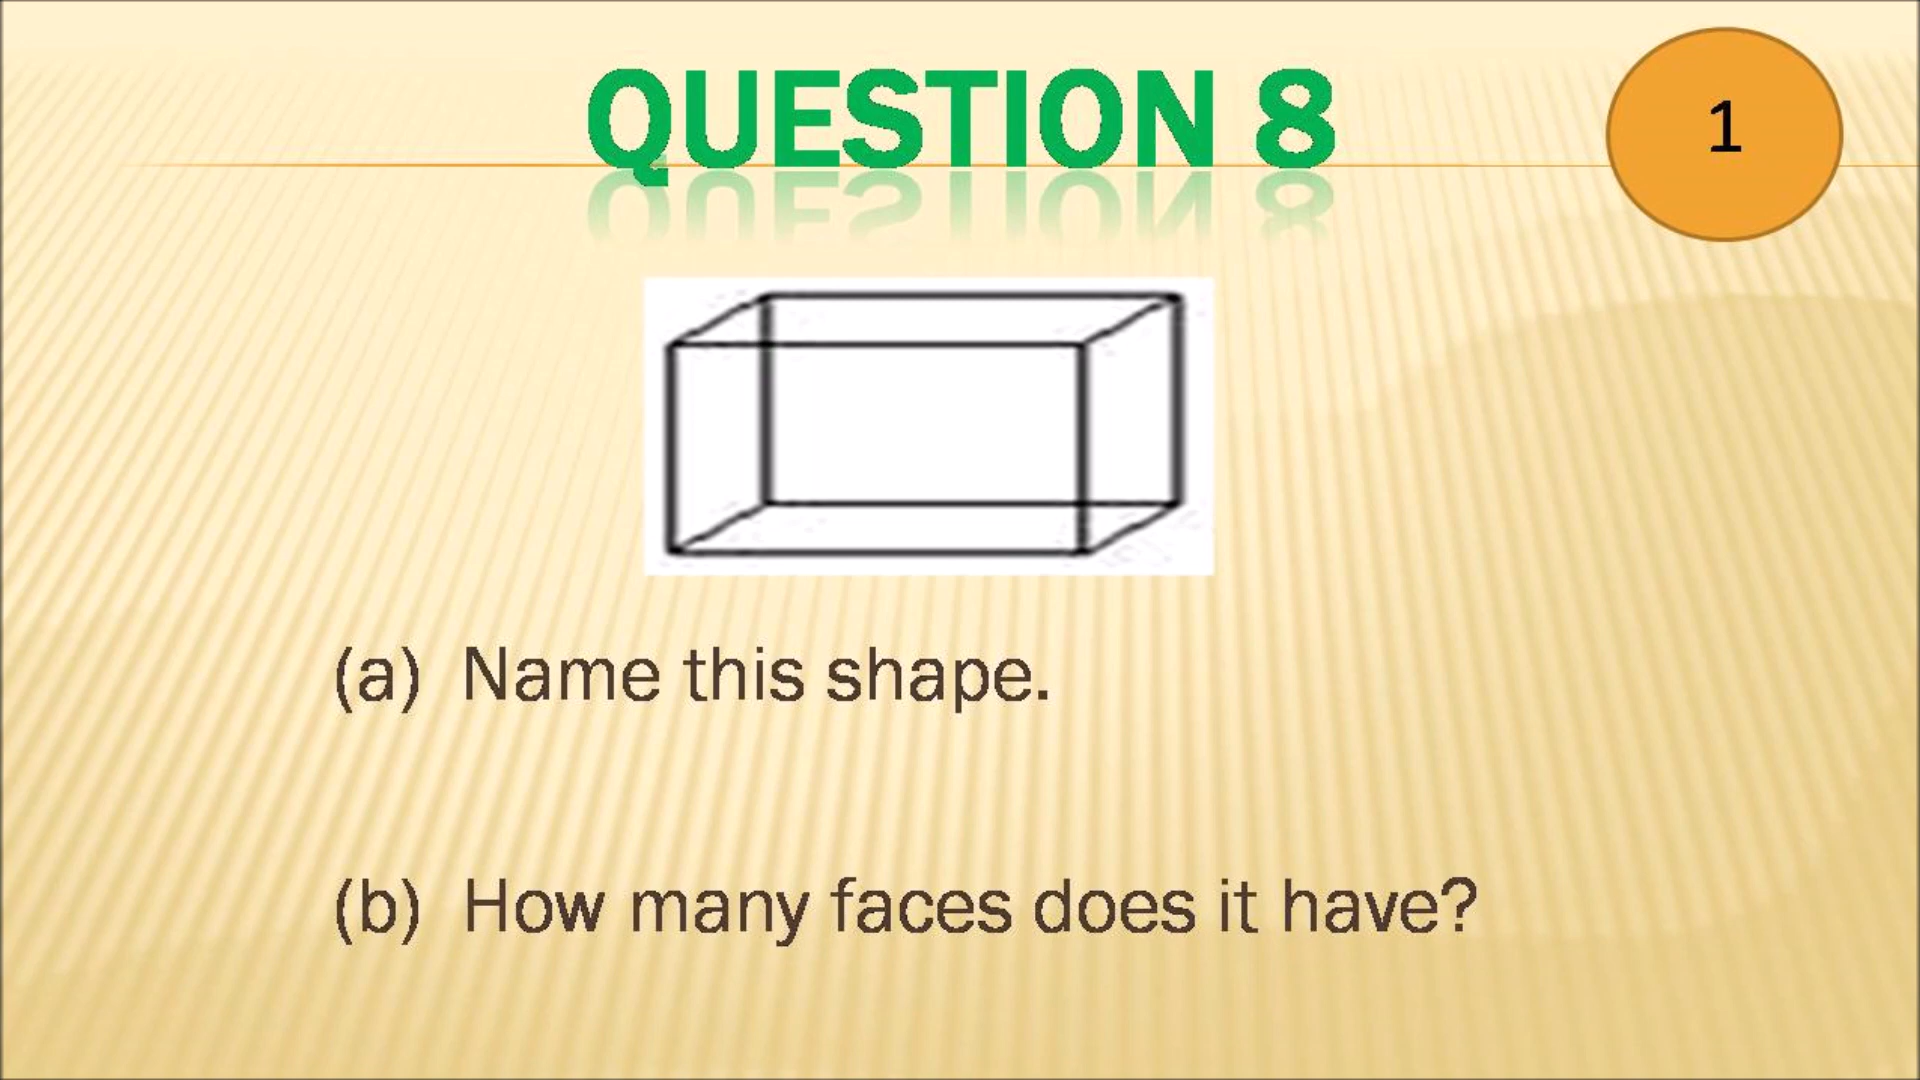 QUESTION 8
1
(a) Name this shape.
(b) How many faces does it have?